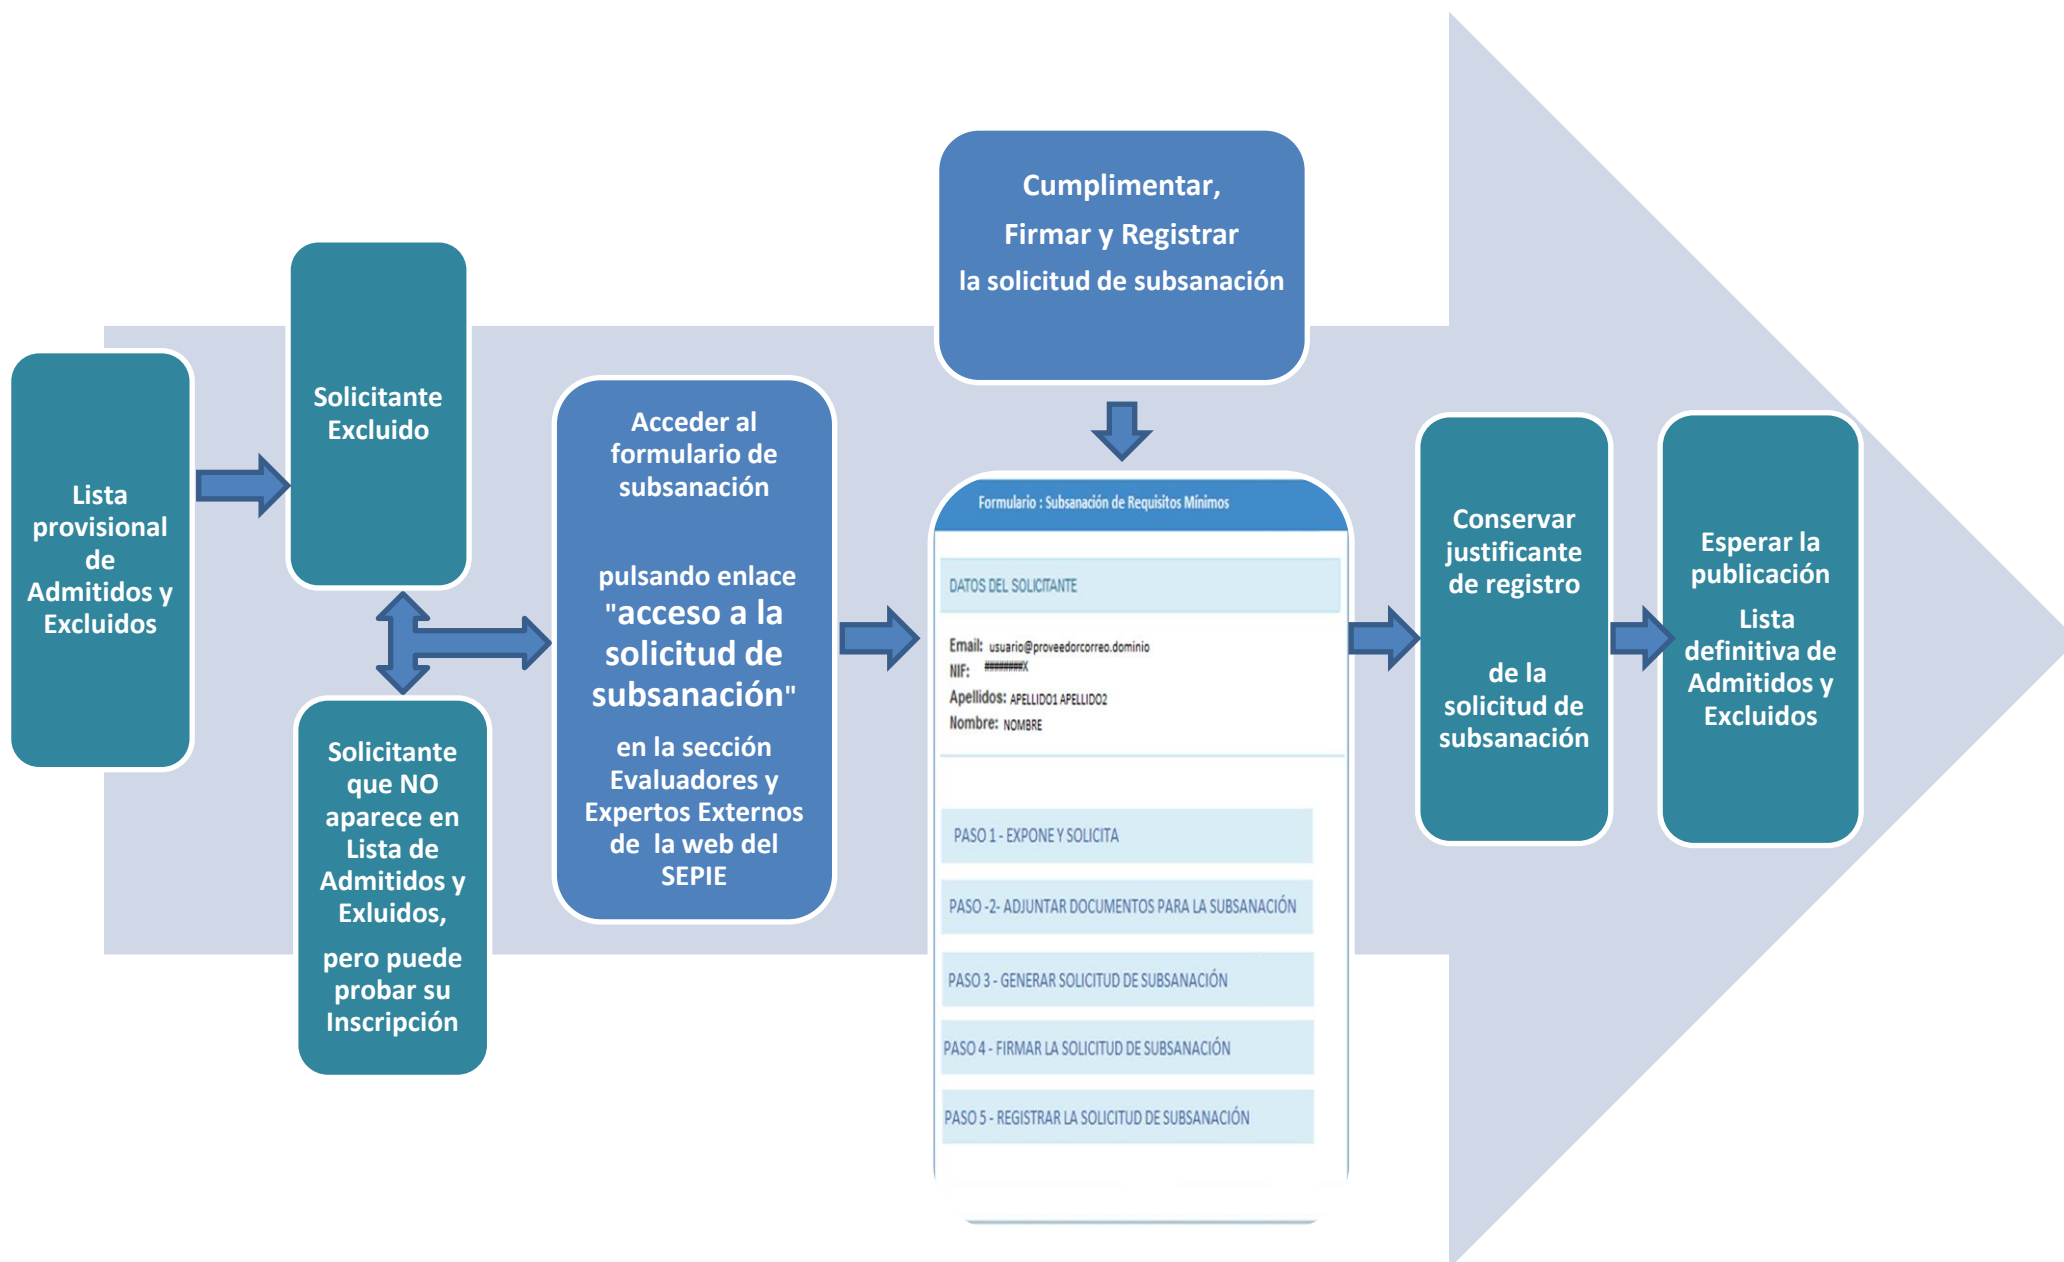 Lista
provisional
de
Admitidos y
Excluidos
Solicitante
Excluido
Solicitante
que NO
aparece en
Lista de
Admitidos y
Exluidos,
pero puede
probar su
Inscripción
Acceder al
formulario de
subsanación
pulsando enlace
"acceso a la
solicitud de
subsanación"
en la sección
Evaluadores y
Expertos Externos
de la web del
SEPIE
Cumplimentar,
Firmar y Registrar
la solicitud de subsanación
Formulario : Subsanación de Requisitos Mínimos
DATOS DEL SOLICITANTE
Email: usuario@proveedorcorreo.dominio
NIF: ########X
Apellidos: APELLIDO1 APELLIDO2
Nombre: NOMBRE
PASO 1 - EXPONE Y SOLICITA
PASO -2- ADJUNTAR DOCUMENTOS PARA LA SUBSANACIÓN
PASO 3 - GENERAR SOLICITUD DE SUBSANACIÓN
PASO 4 - FIRMAR LA SOLICITUD DE SUBSANACIÓN
PASO 5 - REGISTRAR LA SOLICITUD DE SUBSANACIÓN
Conservar
justificante
de registro
de la
solicitud de
subsanación
Esperar la
publicación
Lista
definitiva de
Admitidos y
Excluidos